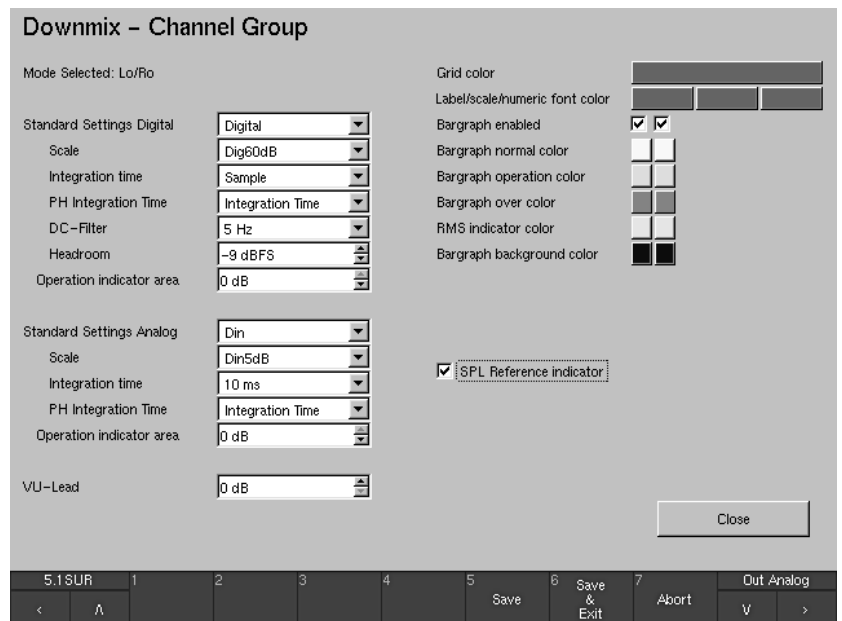 Downmix – Channel Group
Mode Selected: Lo/Ro
Standard Settings Digital Digital
Scale Dig60dB
Integration time Sample
PH Integration Time Integration Time
DC-Filter 5 Hz
Headroom -9 dBFS
Operation indicator area 0 dB
Standard Settings Analog Din
Scale Din5dB
Integration time 10 ms
PH Integration Time Integration Time
Operation indicator area 0 dB
VU-Lead 0 dB
Grid color
Label/scale/numeric font color
Bargraph enabled
Bargraph normal color
Bargraph operation color
Bargraph over color
RMS indicator color
Bargraph background color
SPL Reference indicator
Close
5.1SUR 1 2 3 4 5 Save 6 Save & Exit 7 Abort Out Analog
< Λ V >